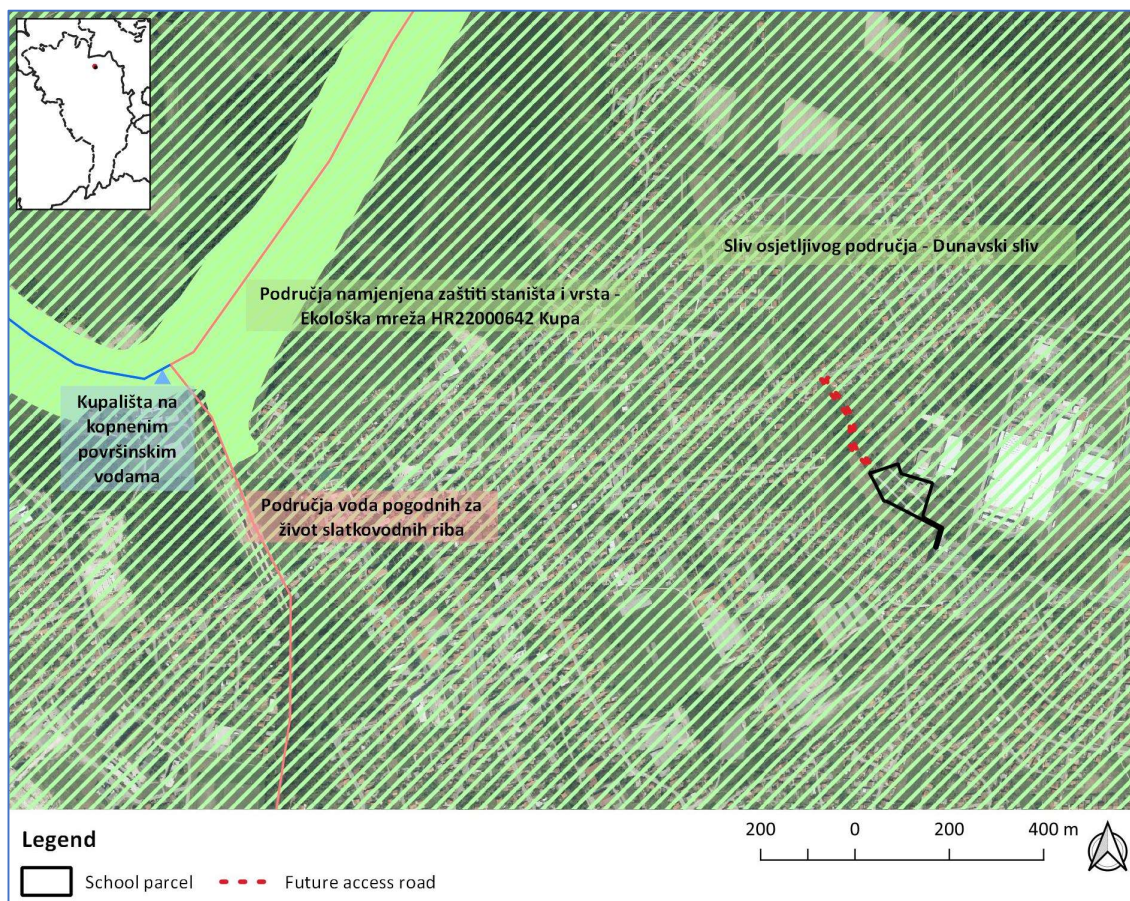 Sliv osjetljivog područja - Dunavski sliv
Područja namjenjena zaštiti staništa i vrsta -
Ekološka mreža HR22000642 Kupa
Kupališta na
kopnenim
površinskim
vodama
Područja voda pogodnih za
život slatkovodnih riba
Legend
School parcel
Future access road
200 0 200 400 m